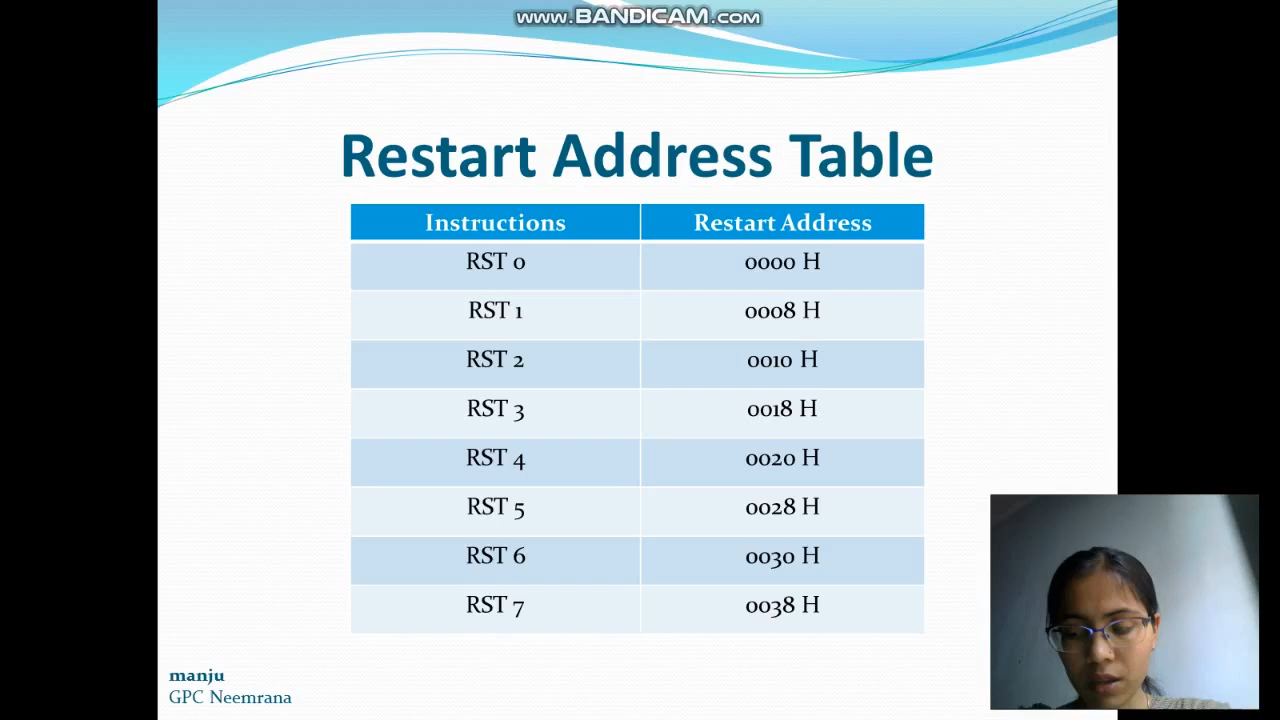 www.BANDICAM.com
Restart Address Table
Instructions Restart Address
RST 0 0000 H
RST 1 0008 H
RST 2 0010 H
RST 3 0018 H
RST 4 0020 H
RST 5 0028 H
RST 6 0030 H
RST 7 0038 H
manju
GPC Neemrana